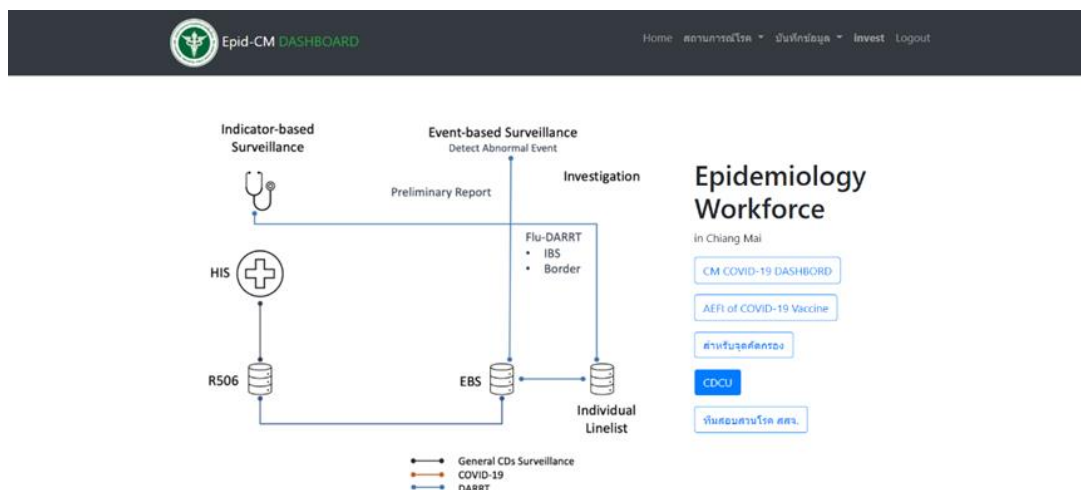 Epid-CM DASHBOARD
Home สถานการณ์โรค บันทึกข้อมูล Invest Logout
Indicator-based
Surveillance
Event-based Surveillance
Detect Abnormal Event
Investigation
Preliminary Report
Flu-DARRT
• IBS
• Border
HIS
R506
EBS
Individual
Linelist
General CDs Surveillance
COVID-19
DARRT
Epidemiology
Workforce
in Chiang Mai
CM COVID-19 DASHBORD
AEFI of COVID-19 Vaccine
สำหรับจุดคัดกรอง
CDCU
ทีมสอบสวนโรค สสจ.